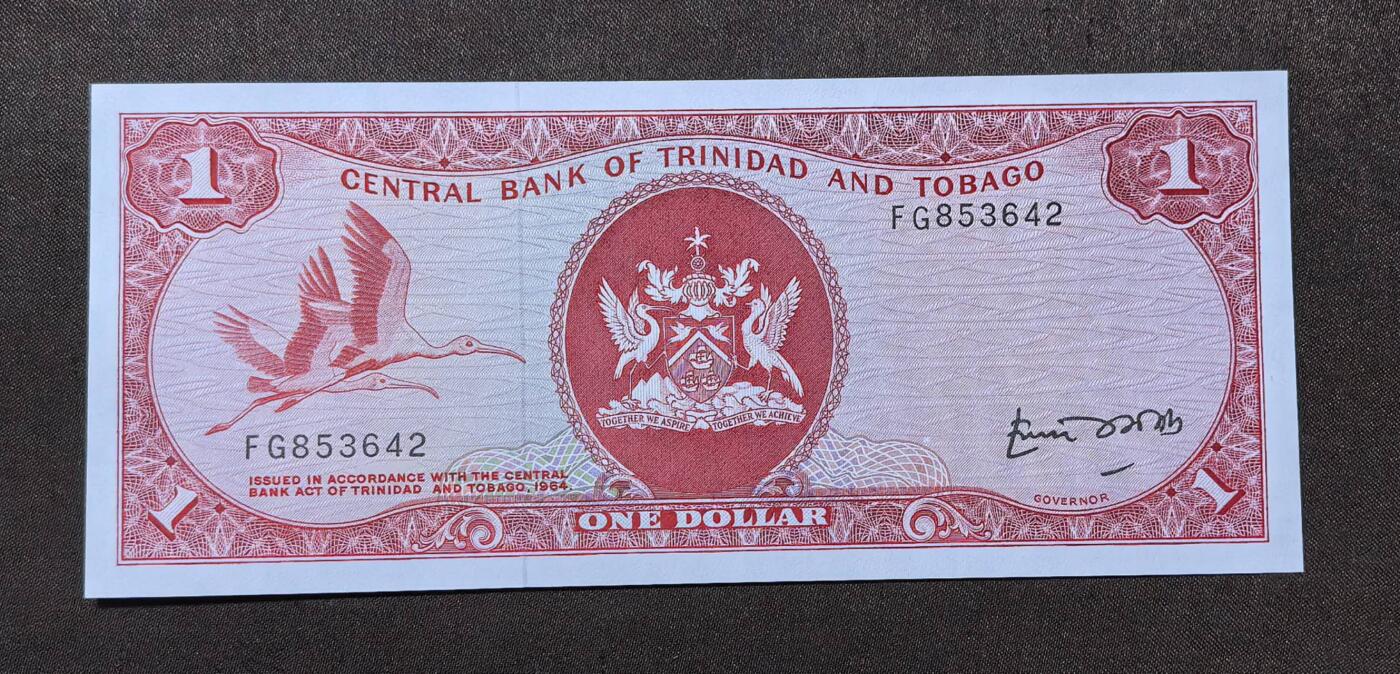 1
1
CENTRAL BANK OF TRINIDAD AND TOBAGO
FG853642
TOGETHER WE ASPIRE TOGETHER WE ACHIEVE
FG853642
ISSUED IN ACCORDANCE WITH THE CENTRAL
BANK ACT OF TRINIDAD AND TOBAGO, 1964.
GOVERNOR
1
ONE DOLLAR
1